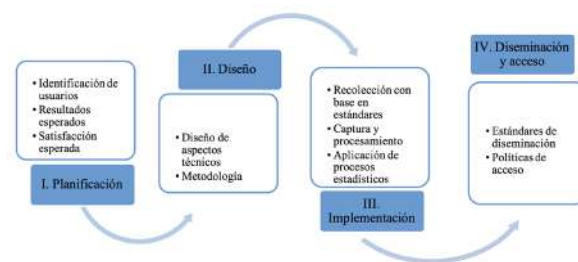 • Identificación de
usuarios
• Resultados
esperados
• Satisfacción
esperada
I. Planificación
II. Diseño
• Diseño de
aspectos
técnicos
• Metodología
• Recolección con
base en
estándares
• Captura y
procesamiento
• Aplicación de
procesos
estadísticos
III.
Implementación
IV. Diseminación
y acceso
• Estándares de
diseminación
• Políticas de
acceso